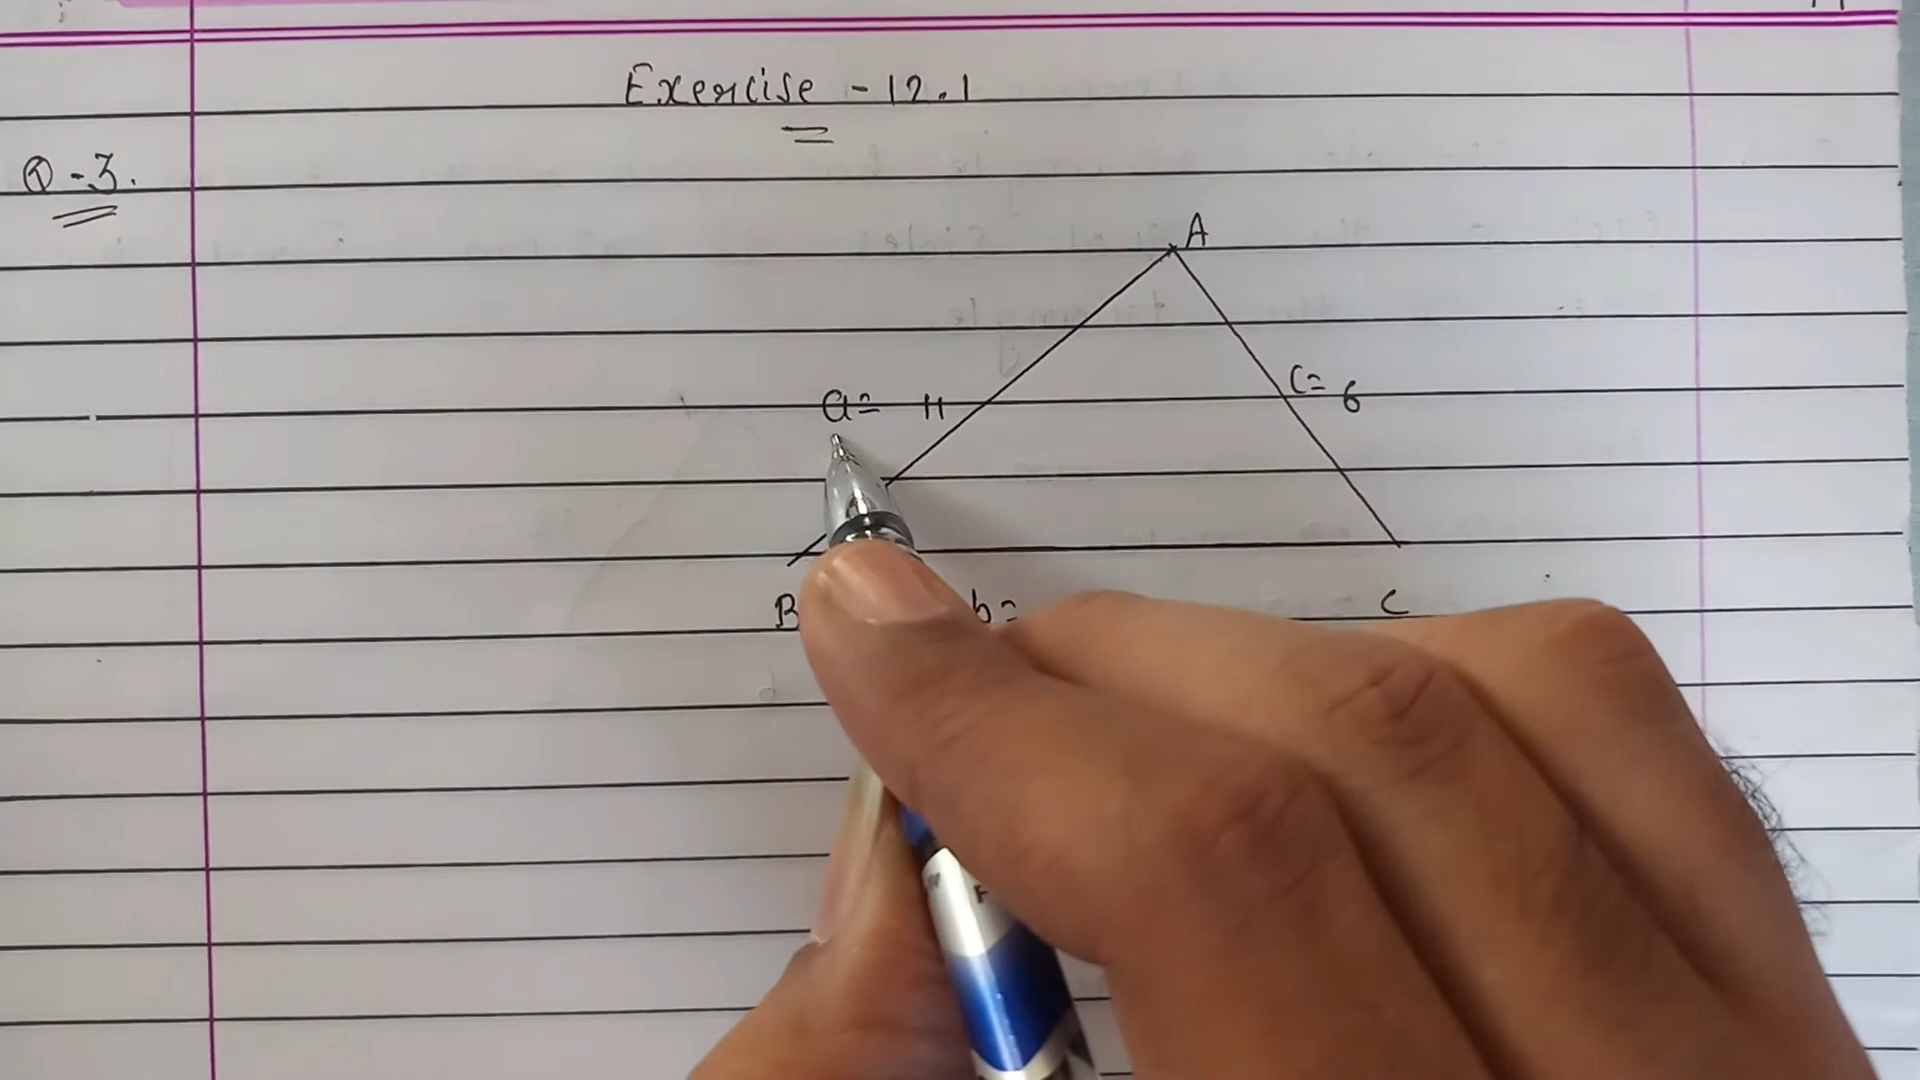 Exercise - 12.1
Q-3.
A
a= 11
c= 6
B b= C